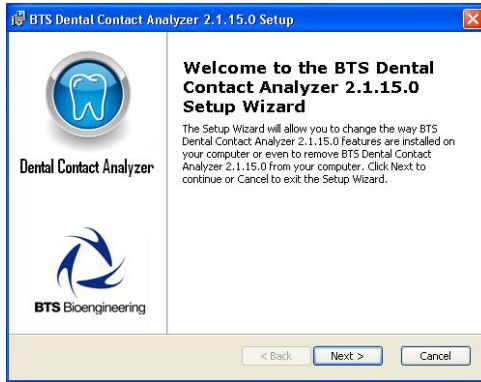 BTS Dental Contact Analyzer 2.1.15.0 Setup
Welcome to the BTS Dental
Contact Analyzer 2.1.15.0
Setup Wizard
The Setup Wizard will allow you to change the way BTS
Dental Contact Analyzer 2.1.15.0 features are installed on
your computer or even to remove BTS Dental Contact
Analyzer 2.1.15.0 from your computer. Click Next to
continue or Cancel to exit the Setup Wizard.
Dental Contact Analyzer
BTS Bioengineering
< Back
Next >
Cancel